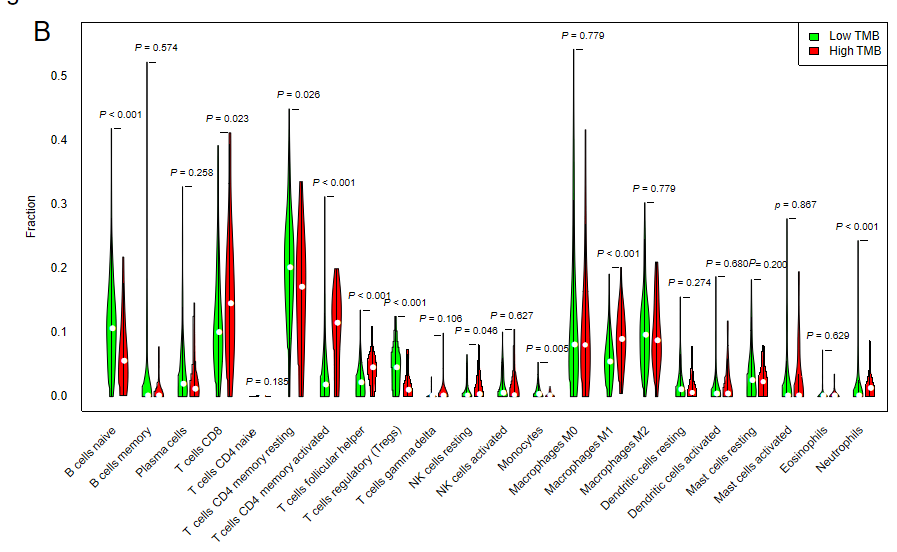 B
Low TMB
High TMB
Fraction
0.5
0.4
0.3
0.2
0.1
0.0
P < 0.001
P = 0.574
P = 0.258
P = 0.023
P = 0.185
P = 0.026
P < 0.001
P < 0.001
P < 0.001
P = 0.106
P = 0.046
P = 0.627
P = 0.005
P = 0.779
P < 0.001
P = 0.779
P = 0.274
P = 0.680
P = 0.200
p = 0.867
P = 0.629
P < 0.001
B cells naive
B cells memory
Plasma cells
T cells CD8
T cells CD4 naive
T cells CD4 memory resting
T cells CD4 memory activated
T cells follicular helper
T cells regulatory (Tregs)
T cells gamma delta
NK cells resting
NK cells activated
Monocytes
Macrophages M0
Macrophages M1
Macrophages M2
Dendritic cells resting
Dendritic cells activated
Mast cells resting
Mast cells activated
Eosinophils
Neutrophils